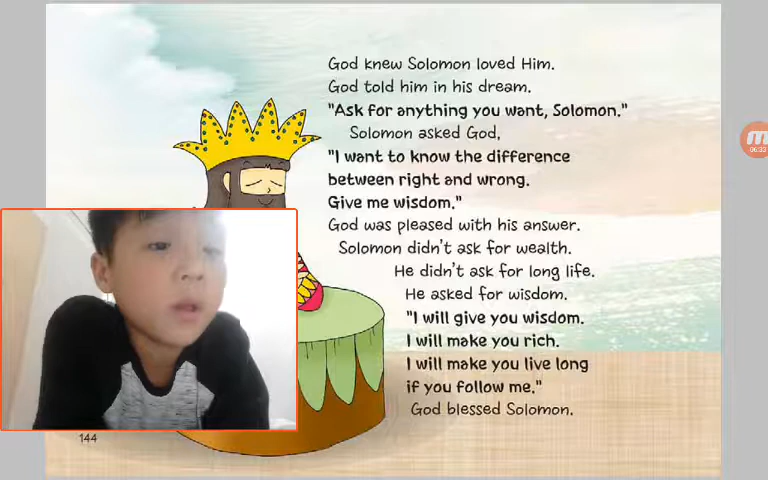 God knew Solomon loved Him.
God told him in his dream.
"Ask for anything you want, Solomon."
Solomon asked God,
"I want to know the difference
between right and wrong.
Give me wisdom."
God was pleased with his answer.
Solomon didn't ask for wealth.
He didn't ask for long life.
He asked for wisdom.
"I will give you wisdom.
I will make you rich.
I will make you live long
if you follow me."
God blessed Solomon.
144
06:33